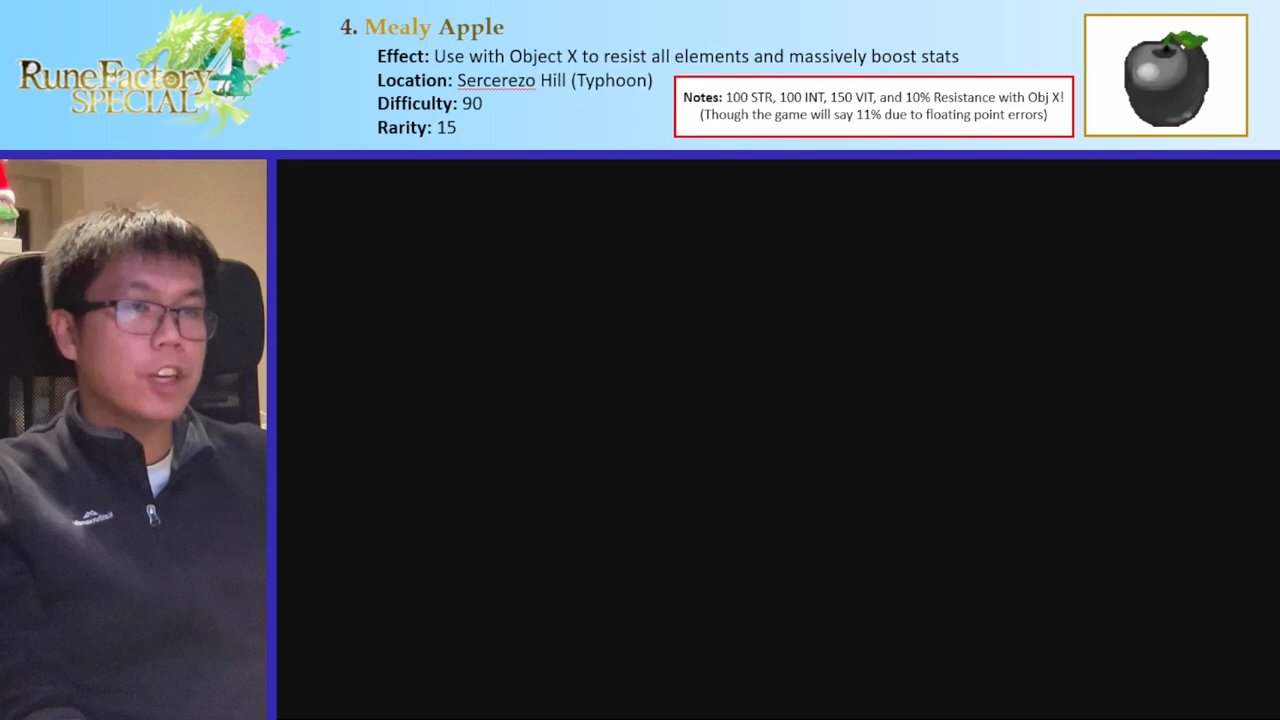 RuneFactory 4
SPECIAL
4. Mealy Apple
Effect: Use with Object X to resist all elements and massively boost stats
Location: Sercerezo Hill (Typhoon)
Difficulty: 90
Rarity: 15
Notes: 100 STR, 100 INT, 150 VIT, and 10% Resistance with Obj X!
(Though the game will say 11% due to floating point errors)